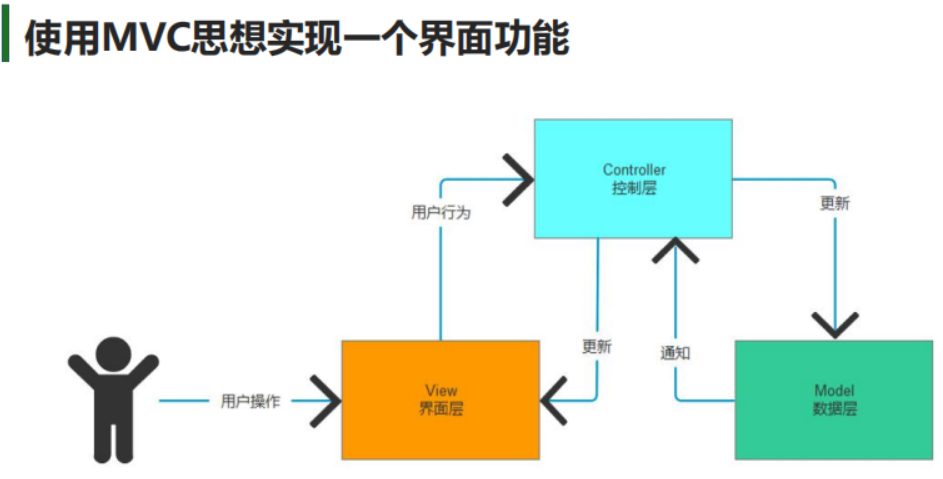 使用MVC思想实现一个界面功能
Controller
控制层
用户行为
更新
更新
通知
用户操作
View
界面层
Model
数据层